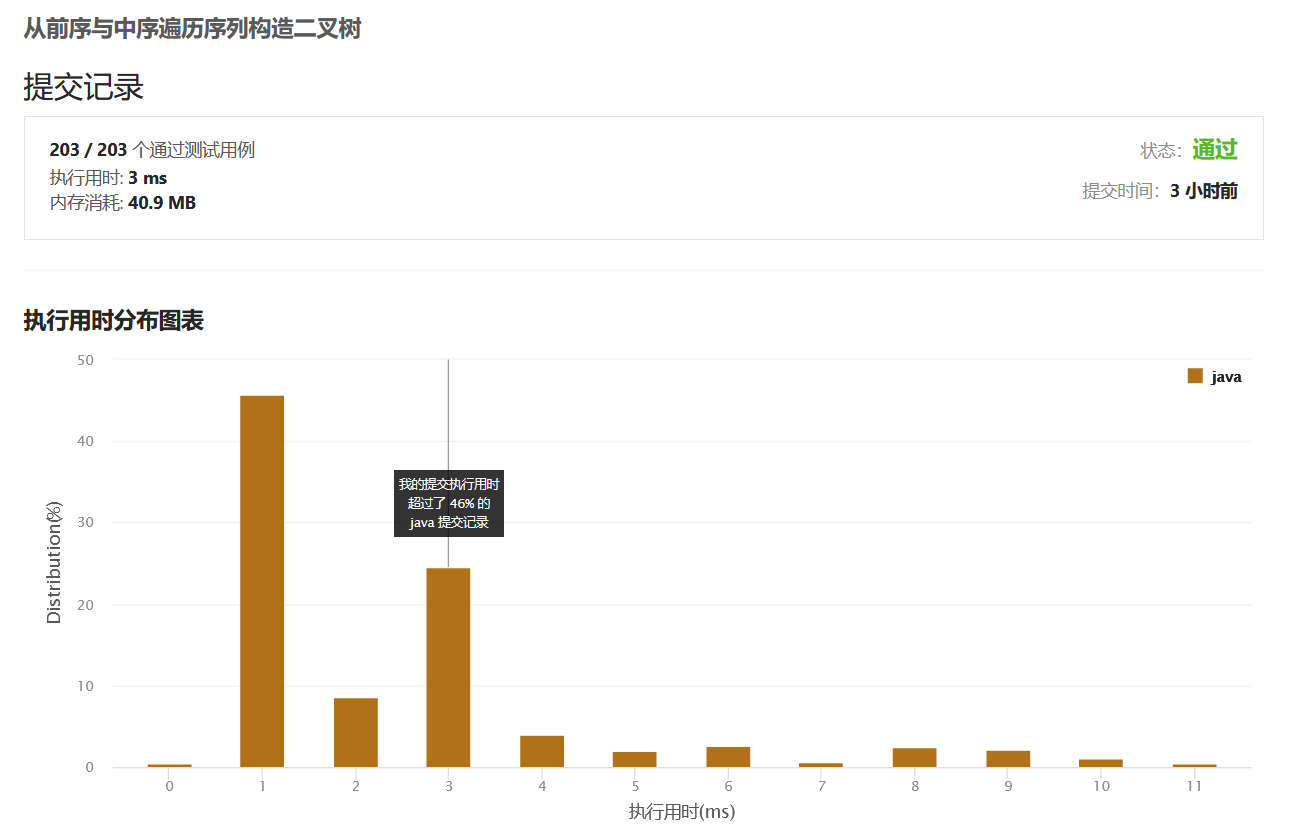 从前序与中序遍历序列构造二叉树
提交记录
203 / 203 个通过测试用例
状态：通过
执行用时: 3 ms
提交时间：3 小时前
内存消耗: 40.9 MB
执行用时分布图表
50
java
40
我的提交执行用时
超过了 46% 的
java 提交记录
30
Distribution(%)
20
10
0
0 1 2 3 4 5 6 7 8 9 10 11
执行用时(ms)